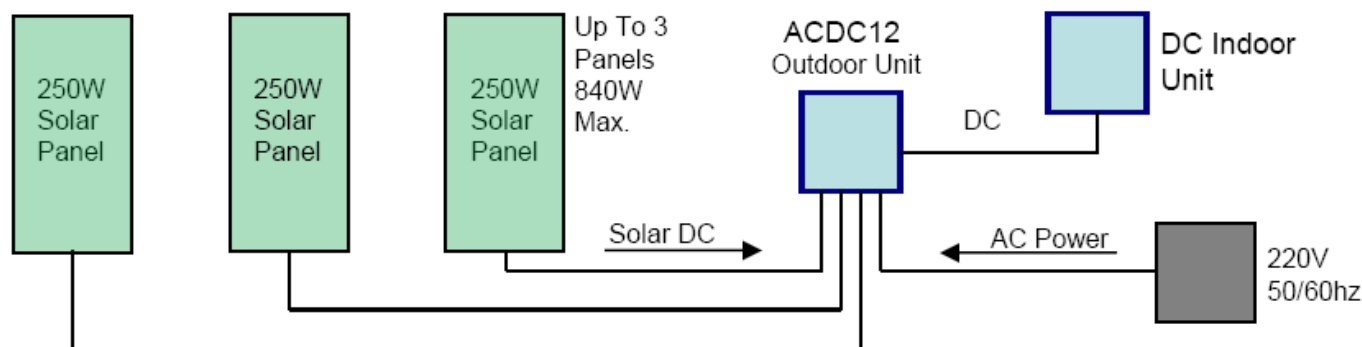 250W
Solar
Panel
250W
Solar
Panel
250W
Solar
Panel
Up To 3
Panels
840W
Max.
ACDC12
Outdoor Unit
DC Indoor
Unit
DC
Solar DC
AC Power
220V
50/60hz